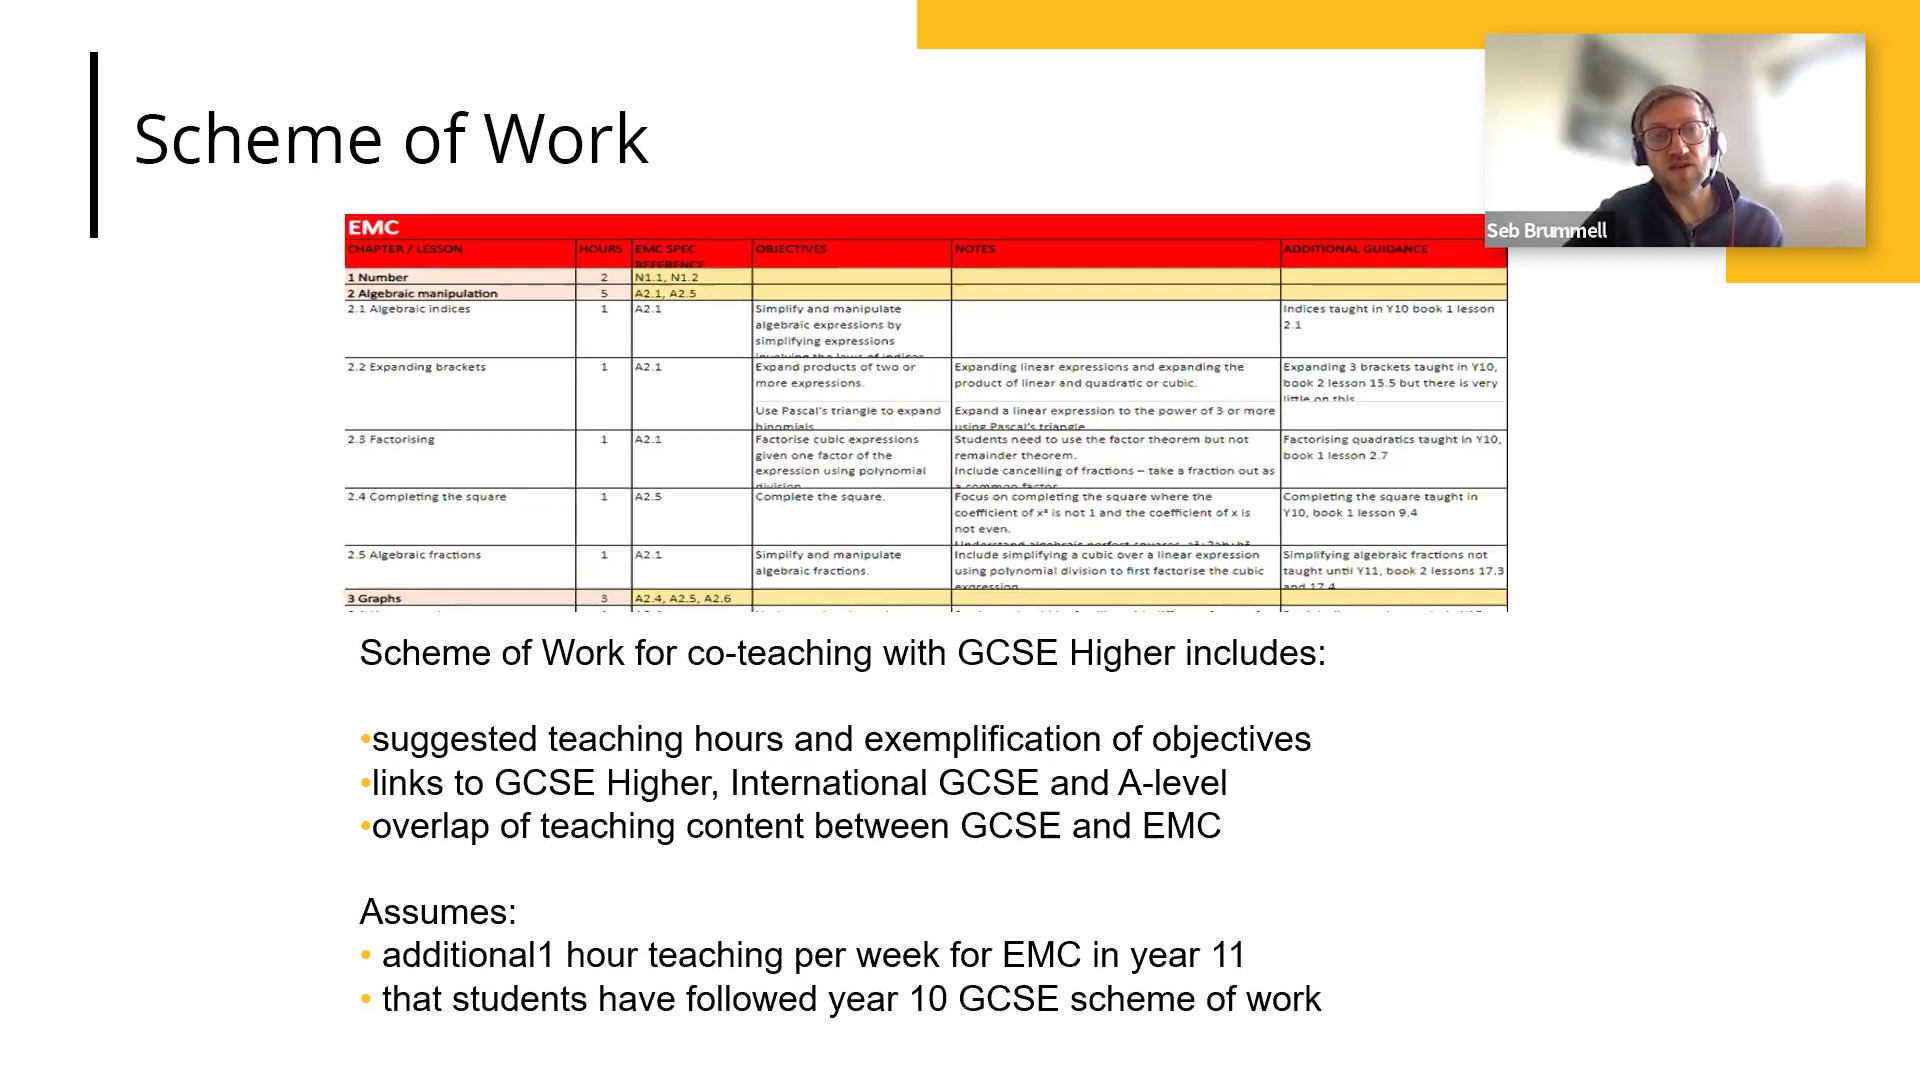 Scheme of Work
Seb Brummell
EMC
CHAPTER / LESSON HOURS EMC SPEC REFERENCE OBJECTIVES NOTES ADDITIONAL GUIDANCE
1 Number 2 N1.1, N1.2
2 Algebraic manipulation 5 A2.1, A2.5
2.1 Algebraic indices 1 A2.1 Simplify and manipulate Indices taught in Y10 book 1 lesson
algebraic expressions by 2.1
simplifying expressions
involving the laws of indices
2.2 Expanding brackets 1 A2.1 Expand products of two or Expanding linear expressions and expanding the Expanding 3 brackets taught in Y10,
more expressions. product of linear and quadratic or cubic. book 2 lesson 15.5 but there is very
little on this
Use Pascal's triangle to expand Expand a linear expression to the power of 3 or more
binomials using Pascal's triangle
2.3 Factorising 1 A2.1 Factorise cubic expressions Students need to use the factor theorem but not Factorising quadratics taught in Y10,
given one factor of the remainder theorem. book 1 lesson 2.7
expression using polynomial Include cancelling of fractions – take a fraction out as
division a common factor
2.4 Completing the square 1 A2.5 Complete the square. Focus on completing the square where the Completing the square taught in
coefficient of x² is not 1 and the coefficient of x is Y10, book 1 lesson 9.4
not even.
Understand algebraic perfect squares
2.5 Algebraic fractions 1 A2.1 Simplify and manipulate Include simplifying a cubic over a linear expression Simplifying algebraic fractions not
algebraic fractions. using polynomial division to first factorise the cubic taught until Y11, book 2 lessons 17.3
expression and 17.4
3 Graphs 3 A2.4, A2.5, A2.6
Scheme of Work for co-teaching with GCSE Higher includes:
•suggested teaching hours and exemplification of objectives
•links to GCSE Higher, International GCSE and A-level
•overlap of teaching content between GCSE and EMC
Assumes:
• additional1 hour teaching per week for EMC in year 11
• that students have followed year 10 GCSE scheme of work